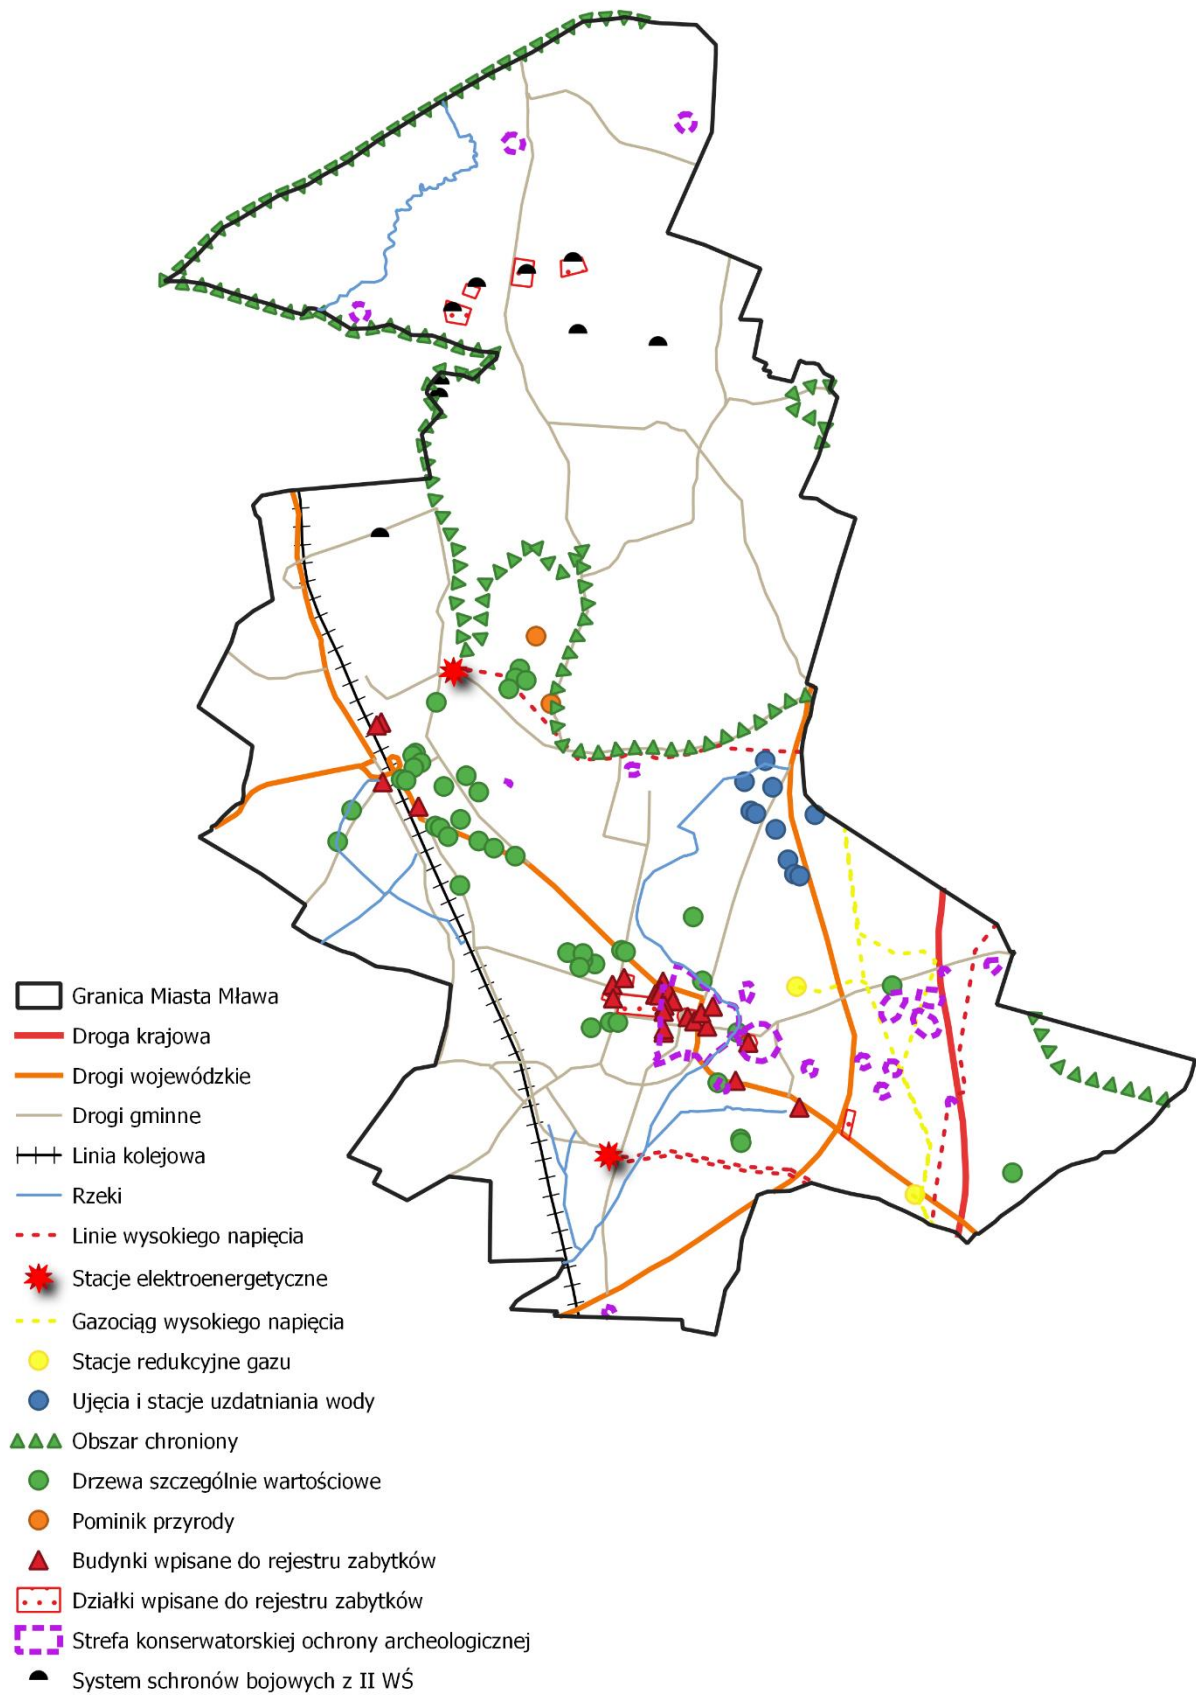 Granica Miasta Mława
Droga krajowa
Drogi wojewódzkie
Drogi gminne
Linia kolejowa
Rzeki
Linie wysokiego napięcia
Stacje elektroenergetyczne
Gazociąg wysokiego napięcia
Stacje redukcyjne gazu
Ujęcia i stacje uzdatniania wody
Obszar chroniony
Drzewa szczególnie wartościowe
Pominik przyrody
Budynki wpisane do rejestru zabytków
Działki wpisane do rejestru zabytków
Strefa konserwatorskiej ochrony archeologicznej
System schronów bojowych z II WŚ